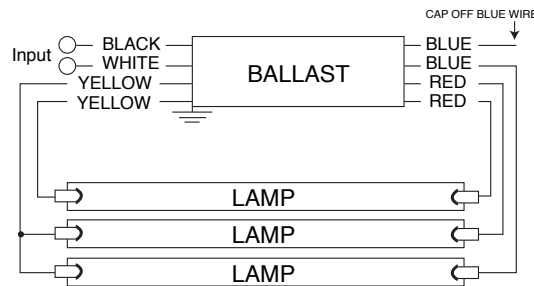 CAP OFF BLUE WIRE
Input
BLACK
WHITE
YELLOW
YELLOW
BALLAST
BLUE
BLUE
RED
RED
LAMP
LAMP
LAMP